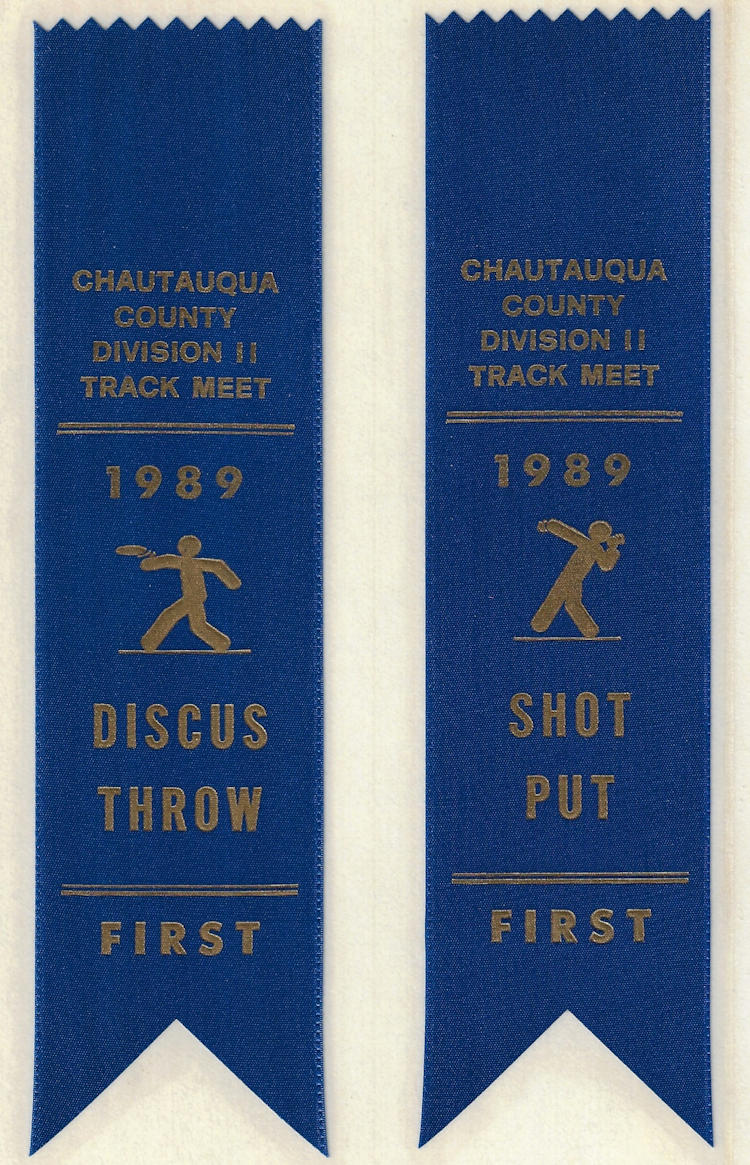 CHAUTAUQUA
COUNTY
DIVISION II
TRACK MEET
1989
DISCUS
THROW
FIRST
CHAUTAUQUA
COUNTY
DIVISION II
TRACK MEET
1989
SHOT
PUT
FIRST